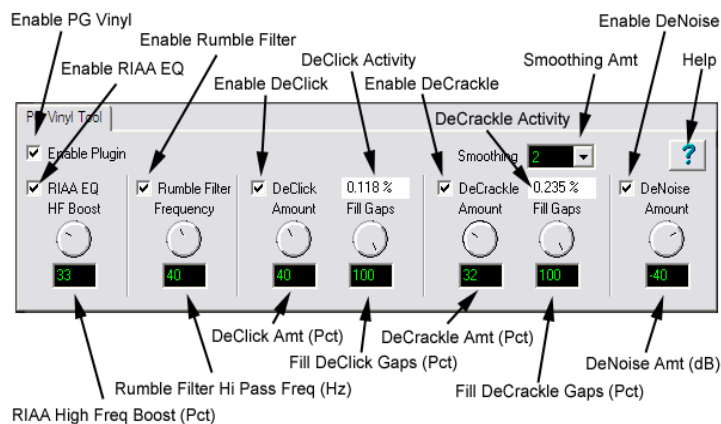 Enable PG Vinyl
Enable DeNoise
Enable Rumble Filter
DeClick Activity
Smoothing Amt
Help
Enable RIAA EQ
Enable DeClick
Enable DeCrackle
PG Vinyl Tool
DeCrackle Activity
Enable Plugin
Smoothing 2 ?
RIAA EQ Rumble Filter DeClick 0.118 % DeCrackle 0.235 % DeNoise
HF Boost Frequency Amount Fill Gaps Amount Fill Gaps Amount
33 40 40 100 32 100 -40
DeClick Amt (Pct) DeCrackle Amt (Pct)
Fill DeClick Gaps (Pct) DeNoise Amt (dB)
Rumble Filter Hi Pass Freq (Hz) Fill DeCrackle Gaps (Pct)
RIAA High Freq Boost (Pct)